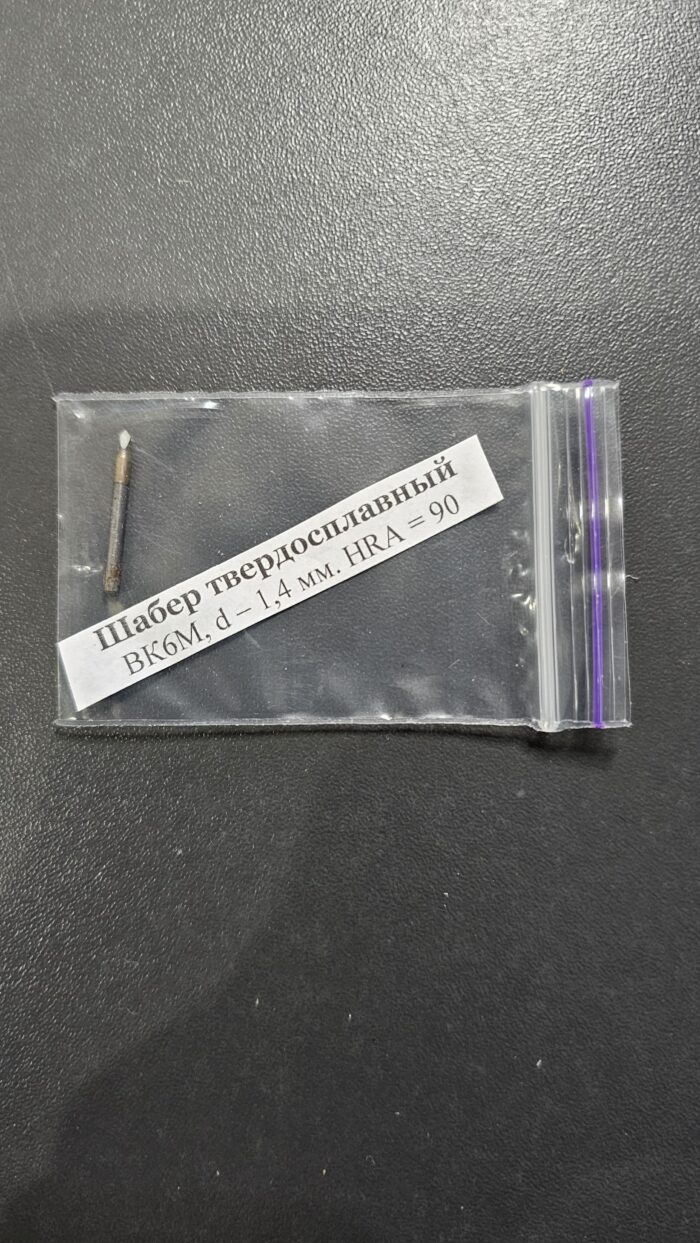 Шабер твердосплавный
ВК6М, d – 1,4 мм. HRA = 90